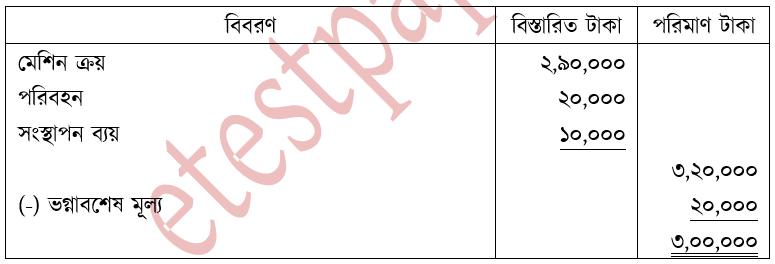 বিবরণ বিস্তারিত টাকা পরিমাণ টাকা
মেশিন ক্রয় ২,৯০,০০০
পরিবহন ২০,০০০
সংস্থাপন ব্যয় ১০,০০০
৩,২০,০০০
(-) ভগ্নাবশেষ মূল্য ২০,০০০
৩,০০,০০০
etestpa